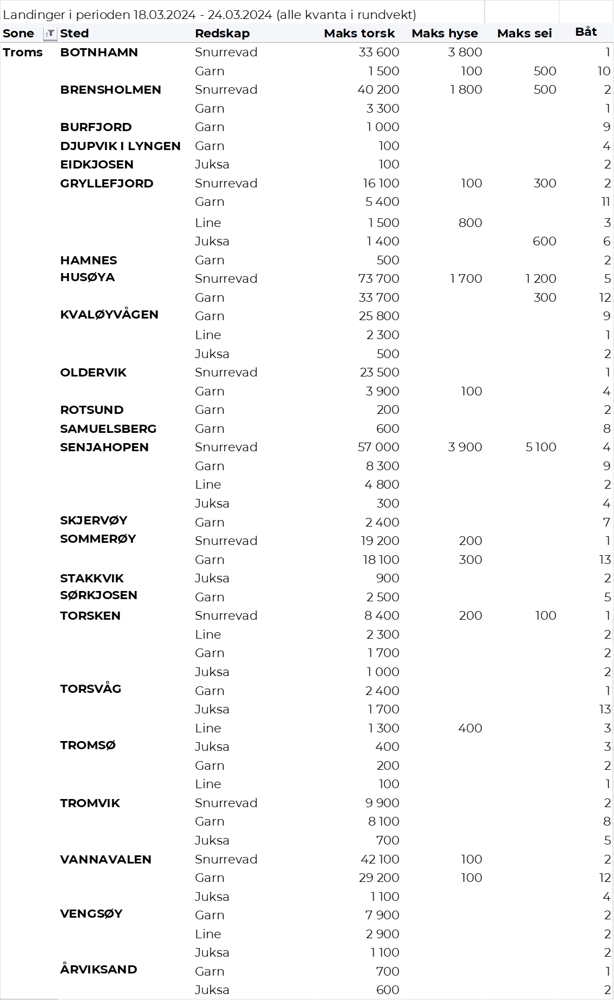 Landinger i perioden 18.03.2024 - 24.03.2024 (alle kvanta i rundvekt)
Sone Sted Redskap Maks torsk Maks hyse Maks sei Båt
Troms BOTNHAMN Snurrevad 33 600 3 800 1
Garn 1 500 100 500 10
BRENSHOLMEN Snurrevad 40 200 1 800 500 2
Garn 3 300 1
BURFJORD Garn 1 000 9
DJUPVIK I LYNGEN Garn 100 4
EIDKJOSEN Juksa 100 2
GRYLLEFJORD Snurrevad 16 100 100 300 2
Garn 5 400 11
Line 1 500 800 3
Juksa 1 400 600 6
HAMNES Garn 500 2
HUSØYA Snurrevad 73 700 1 700 1 200 5
Garn 33 700 300 12
KVALØYVÅGEN Garn 25 800 9
Line 2 300 1
Juksa 500 2
OLDERVIK Snurrevad 23 500 1
Garn 3 900 100 4
ROTSUND Garn 200 2
SAMUELSBERG Garn 600 8
SENJAHOPEN Snurrevad 57 000 3 900 5 100 4
Garn 8 300 9
Line 4 800 2
Juksa 300 4
SKJERVØY Garn 2 400 7
SOMMERØY Snurrevad 19 200 200 1
Garn 18 100 300 13
STAKKVIK Juksa 900 2
SØRKJOSEN Garn 2 500 5
TORSKEN Snurrevad 8 400 200 100 1
Line 2 300 2
Garn 1 700 2
Juksa 1 000 2
TORSVÅG Garn 2 400 1
Juksa 1 700 13
Line 1 300 400 3
TROMSØ Juksa 400 3
Garn 200 2
Line 100 1
TROMVIK Snurrevad 9 900 2
Garn 8 100 8
Juksa 700 5
VANNAVALEN Snurrevad 42 100 100 2
Garn 29 200 100 12
Juksa 1 100 4
VENGSØY Garn 7 900 2
Line 2 900 2
Juksa 1 100 2
ÅRVIKSAND Garn 700 1
Juksa 600 2